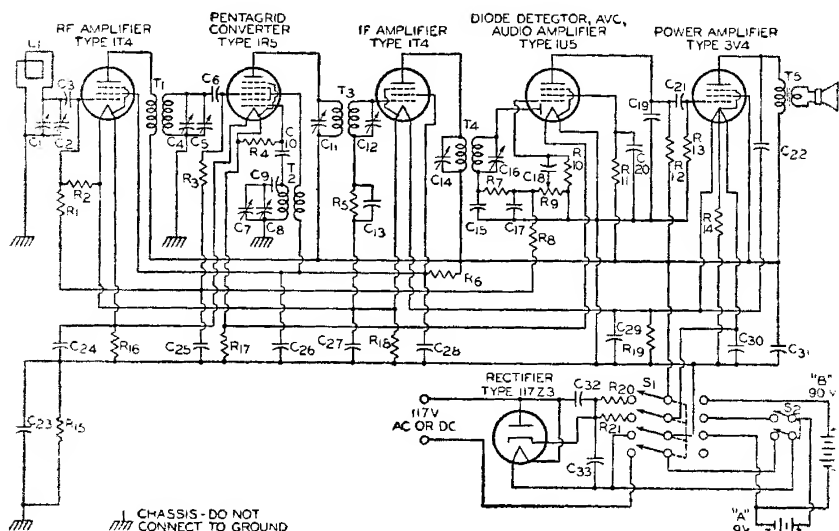 RF AMPLIFIER
TYPE 1T4
PENTAGRID
CONVERTER
TYPE 1R5
IF AMPLIFIER
TYPE 1T4
DIODE DETECTOR, AVC,
AUDIO AMPLIFIER
TYPE 1U5
POWER AMPLIFIER
TYPE 3V4
L1
C3
T1
C6
T3
T4
C19
C21
T5
C1
C2
C4
C5
R4
C10
C11
C12
C14
C16
C18
R10
R11
C20
R12
R13
C22
R1
R2
R3
C9
T2
C7
C8
R5
C13
R7
R9
C15
C17
R8
R14
R6
C24
R16
C25
R17
C26
C27
R18
C28
C29
R19
C30
C31
RECTIFIER
TYPE 117Z3
C32
R20
S1
"B"
90 V
117V
AC OR DC
R21
S2
C23
R15
C33
CHASSIS-DO NOT
CONNECT TO GROUND
"A"
9V